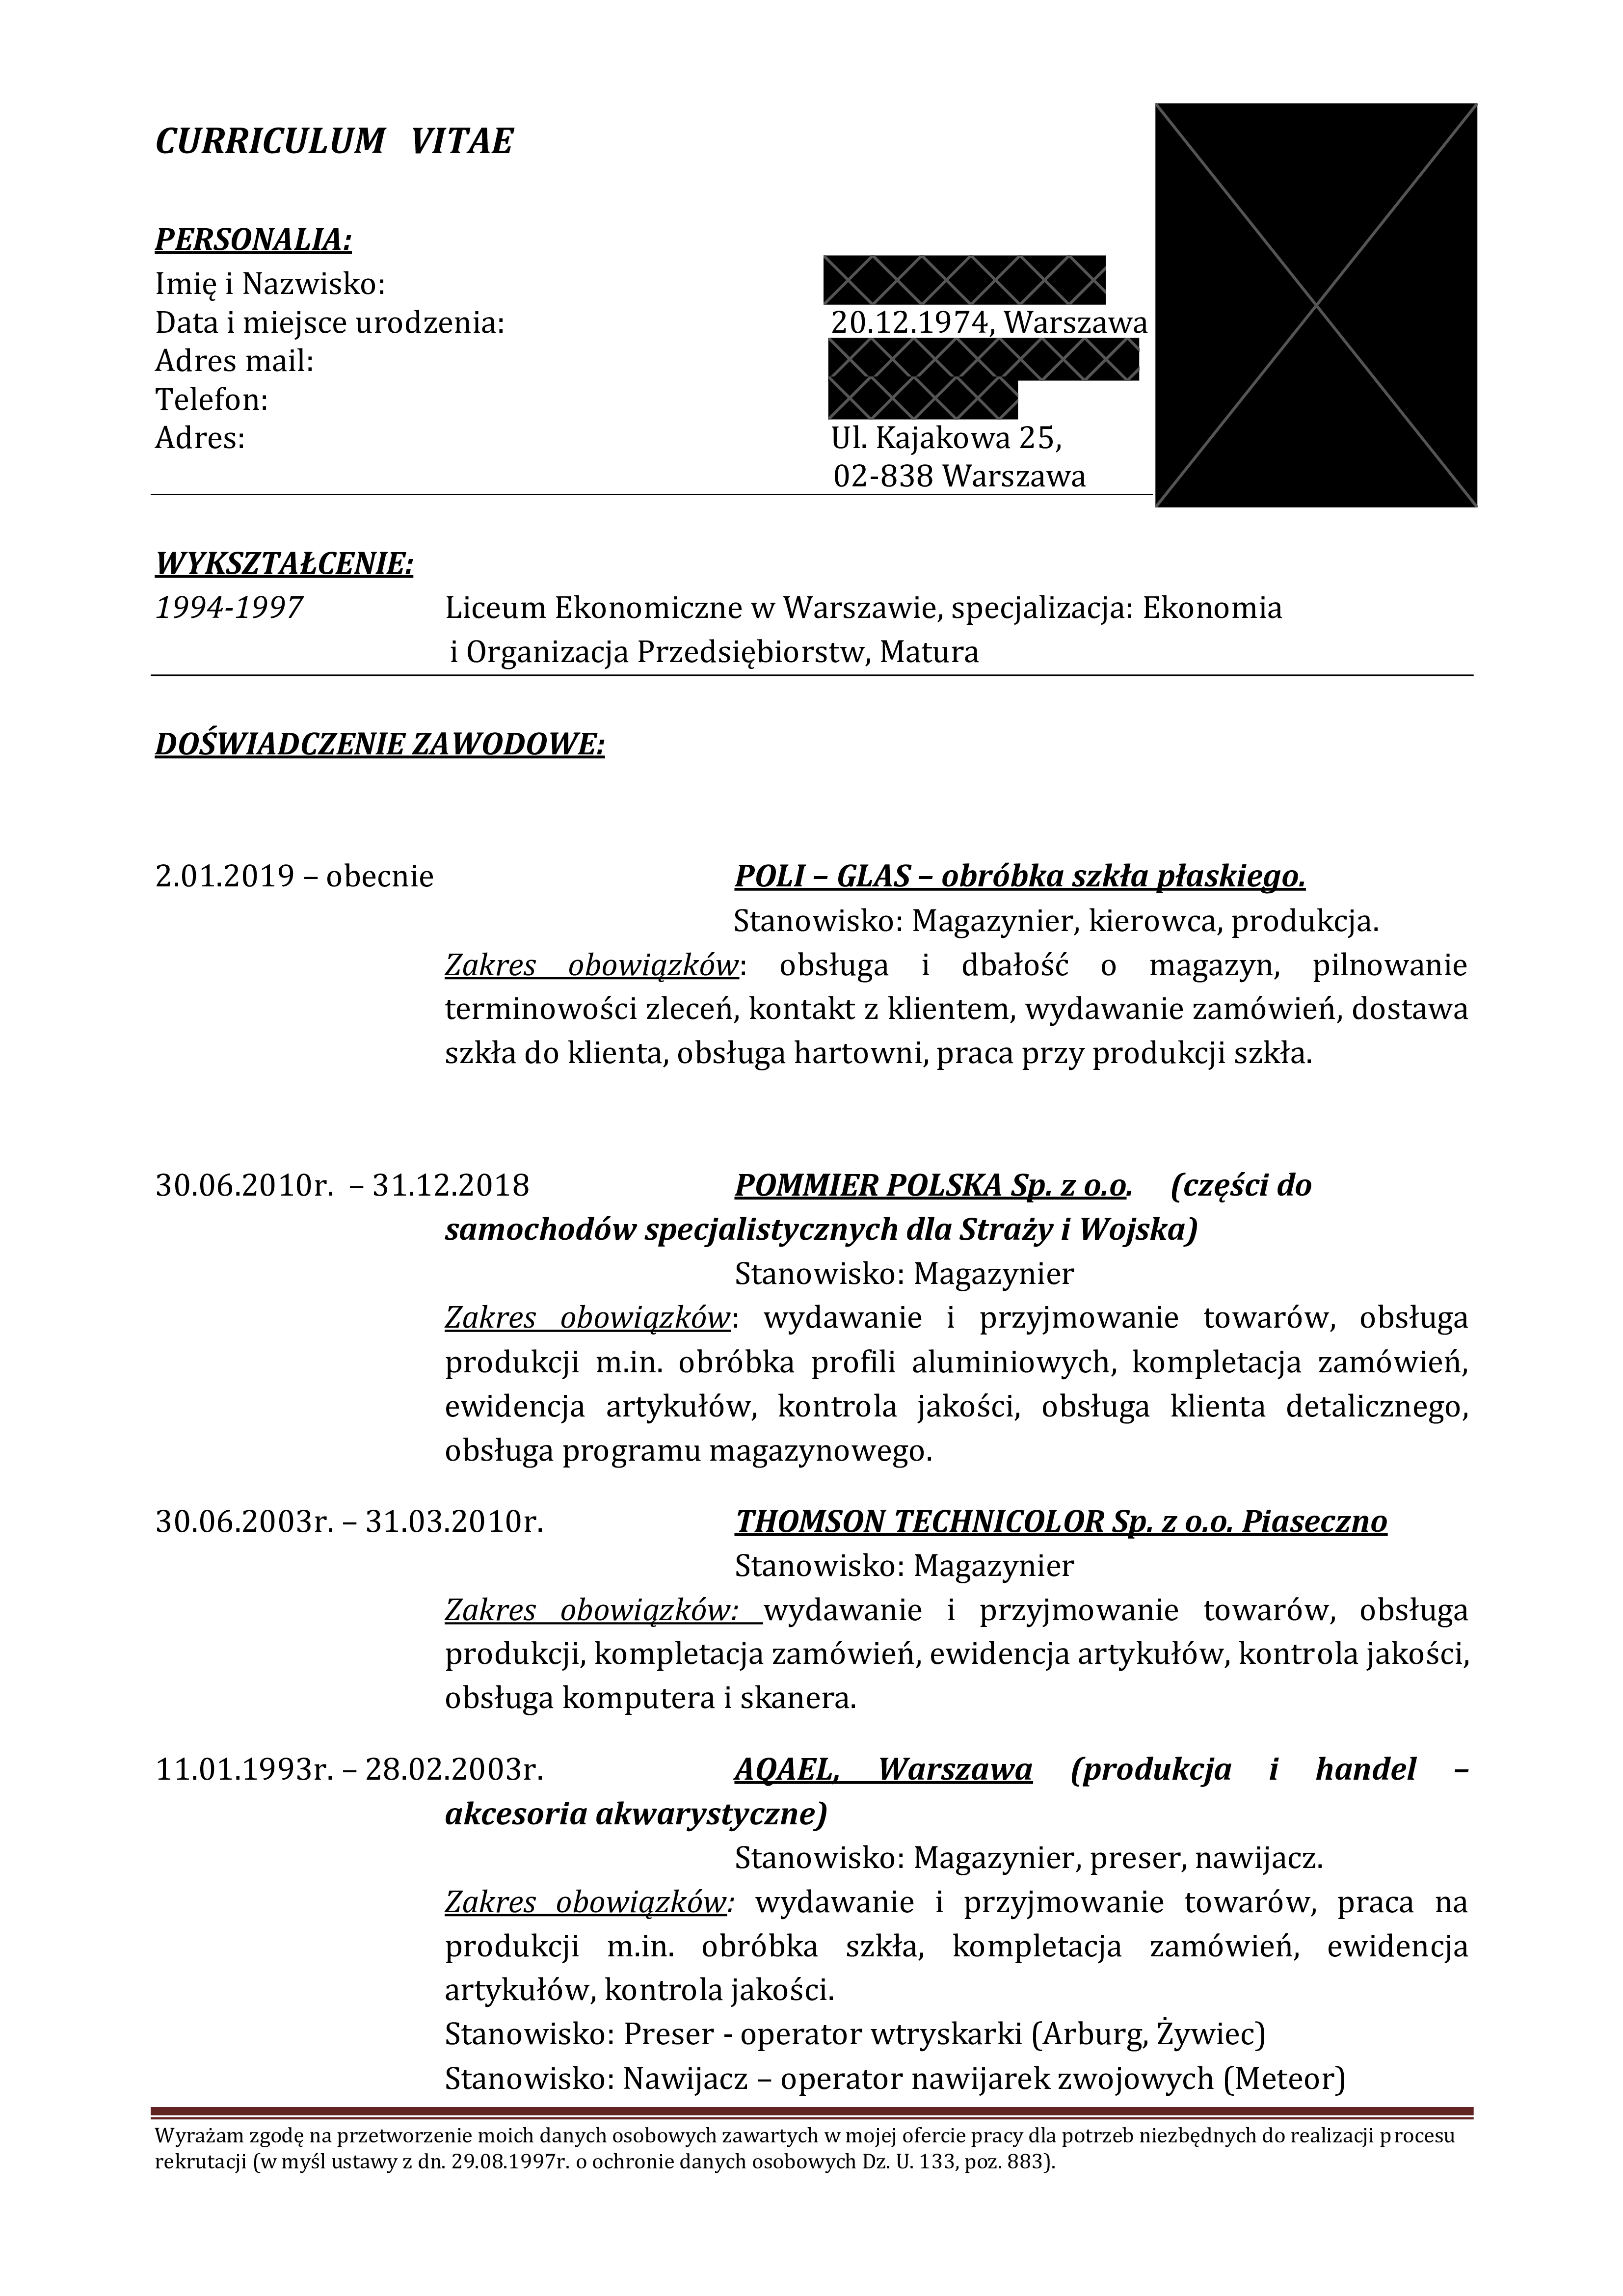 CURRICULUM VITAE
PERSONALIA:
Imię i Nazwisko:
Data i miejsce urodzenia: 20.12.1974, Warszawa
Adres mail:
Telefon:
Adres: Ul. Kajakowa 25,
02-838 Warszawa
WYKSZTAŁCENIE:
1994-1997 Liceum Ekonomiczne w Warszawie, specjalizacja: Ekonomia
i Organizacja Przedsiębiorstw, Matura
DOŚWIADCZENIE ZAWODOWE:
2.01.2019 – obecnie POLI – GLAS – obróbka szkła płaskiego.
Stanowisko: Magazynier, kierowca, produkcja.
Zakres obowiązków: obsługa i dbałość o magazyn, pilnowanie
terminowości zleceń, kontakt z klientem, wydawanie zamówień, dostawa
szkła do klienta, obsługa hartowni, praca przy produkcji szkła.
30.06.2010r. – 31.12.2018 POMMIER POLSKA Sp. z o.o. (części do
samochodów specjalistycznych dla Straży i Wojska)
Stanowisko: Magazynier
Zakres obowiązków: wydawanie i przyjmowanie towarów, obsługa
produkcji m.in. obróbka profili aluminiowych, kompletacja zamówień,
ewidencja artykułów, kontrola jakości, obsługa klienta detalicznego,
obsługa programu magazynowego.
30.06.2003r. – 31.03.2010r. THOMSON TECHNICOLOR Sp. z o.o. Piaseczno
Stanowisko: Magazynier
Zakres obowiązków: wydawanie i przyjmowanie towarów, obsługa
produkcji, kompletacja zamówień, ewidencja artykułów, kontrola jakości,
obsługa komputera i skanera.
11.01.1993r. – 28.02.2003r. AQAEL, Warszawa (produkcja i handel –
akcesoria akwarystyczne)
Stanowisko: Magazynier, preser, nawijacz.
Zakres obowiązków: wydawanie i przyjmowanie towarów, praca na
produkcji m.in. obróbka szkła, kompletacja zamówień, ewidencja
artykułów, kontrola jakości.
Stanowisko: Preser - operator wtryskarki (Arburg, Żywiec)
Stanowisko: Nawijacz – operator nawijarek zwojowych (Meteor)
Wyrażam zgodę na przetworzenie moich danych osobowych zawartych w mojej ofercie pracy dla potrzeb niezbędnych do realizacji procesu
rekrutacji (w myśl ustawy z dn. 29.08.1997r. o ochronie danych osobowych Dz. U. 133, poz. 883).